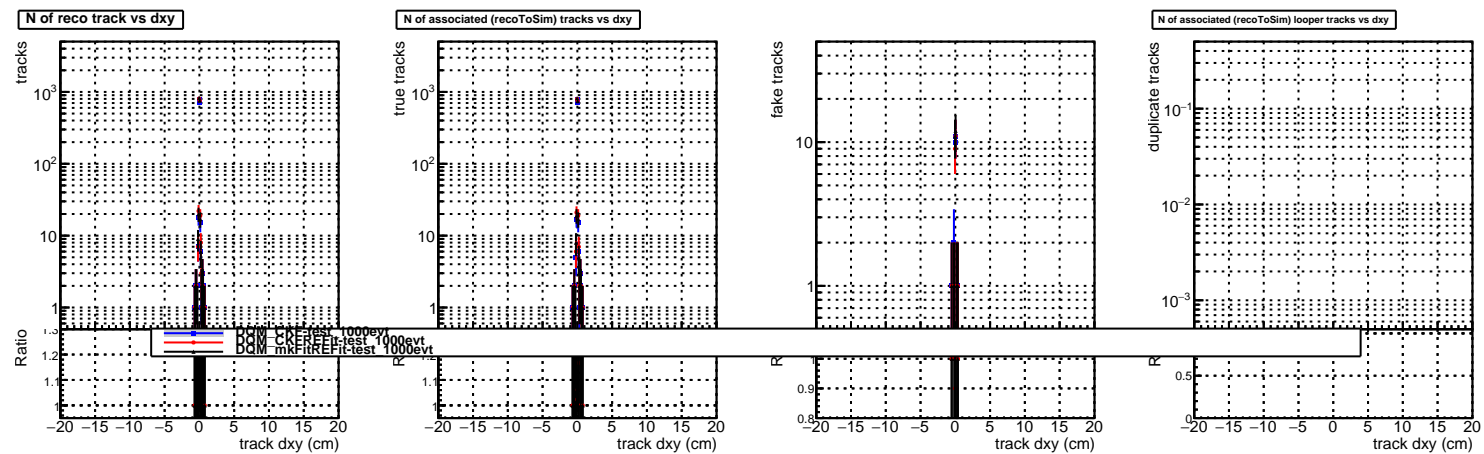 N of reco track vs dxy
N of associated (recoToSim) tracks vs dxy
N of associated (recoToSim) looper tracks vs dxy
tracks
10³
10²
10
1
true tracks
10³
10²
10
1
fake tracks
10
1
duplicate tracks
10⁻¹
10⁻²
10⁻³
DQM_CKF-test_1000evt
DQM_CKFREFit-test_1000evt
DQM_mkFitREFit-test_1000evt
Ratio
1.3
1.2
1.1
1
−20 −15 −10 −5 0 5 10 15 20
track dxy (cm)
1.1
1
−20 −15 −10 −5 0 5 10 15 20
track dxy (cm)
0.9
0.8
−20 −15 −10 −5 0 5 10 15 20
track dxy (cm)
0.5
0
−20 −15 −10 −5 0 5 10 15 20
track dxy (cm)